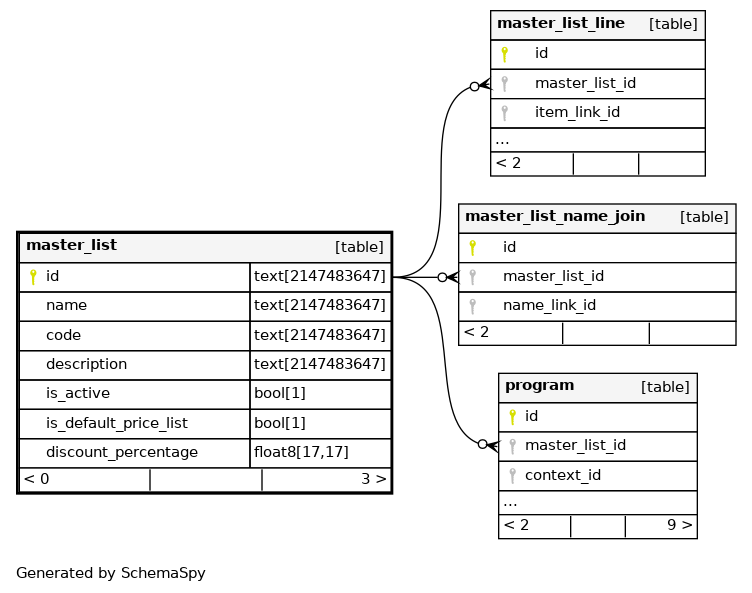 master_list_line [table]
id
master_list_id
item_link_id
...
< 2
master_list_name_join [table]
id
master_list_id
name_link_id
< 2
master_list [table]
id text[2147483647]
name text[2147483647]
code text[2147483647]
description text[2147483647]
is_active bool[1]
is_default_price_list bool[1]
discount_percentage float8[17,17]
< 0 3 >
program [table]
id
master_list_id
context_id
...
< 2 9 >
Generated by SchemaSpy